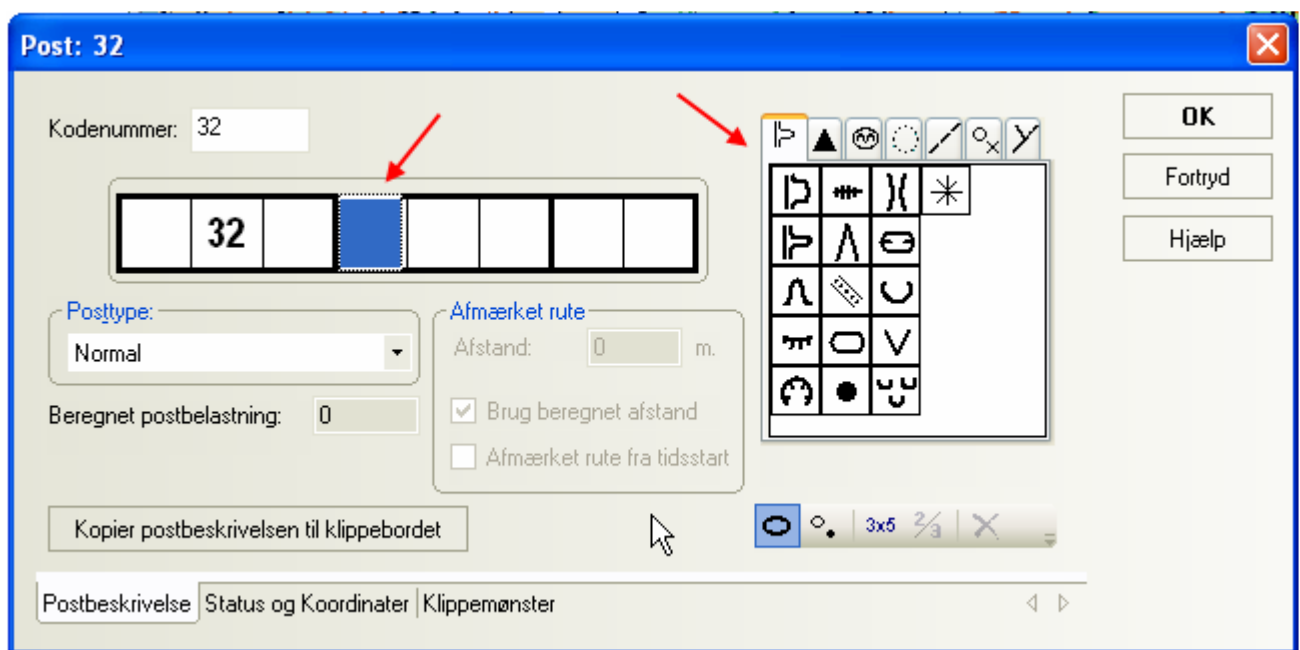 Post: 32
Kodenummer: 32
32
Posttype:
Normal
Beregnet postbelastning: 0
Afmærket rute
Afstand: 0 m.
Brug beregnet afstand
Afmærket rute fra tidsstart
OK
Fortryd
Hjælp
3x5 2/3
Kopier postbeskrivelsen til klippebordet
Postbeskrivelse Status og Koordinater Klippemønster